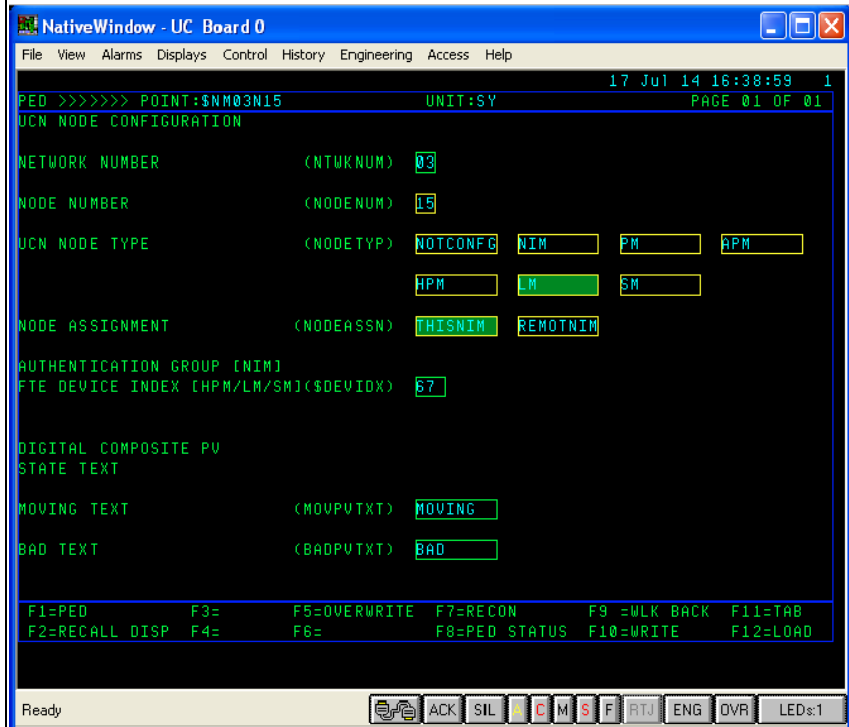 NativeWindow - UC Board 0
File View Alarms Displays Control History Engineering Access Help
17 Jul 14 16:38:59 1
PED >>>>>>> POINT:$NM03N15 UNIT:SY PAGE 01 OF 01
UCN NODE CONFIGURATION
NETWORK NUMBER (NTWKNUM) 03
NODE NUMBER (NODENUM) 15
UCN NODE TYPE (NODETYP) NOTCONFG NIM PM APM
HPM LM SM
NODE ASSIGNMENT (NODEASSN) THISNIM REMOTNIM
AUTHENTICATION GROUP [NIM]
FTE DEVICE INDEX [HPM/LM/SM]($DEVIDX) 67
DIGITAL COMPOSITE PV
STATE TEXT
MOVING TEXT (MOVPVTXT) MOVING
BAD TEXT (BADPVTXT) BAD
F1=PED F3= F5=OVERWRITE F7=RECON F9 =WLK BACK F11=TAB
F2=RECALL DISP F4= F6= F8=PED STATUS F10=WRITE F12=LOAD
Ready ACK SIL A C M S F RTJ ENG OVR LEDs:1